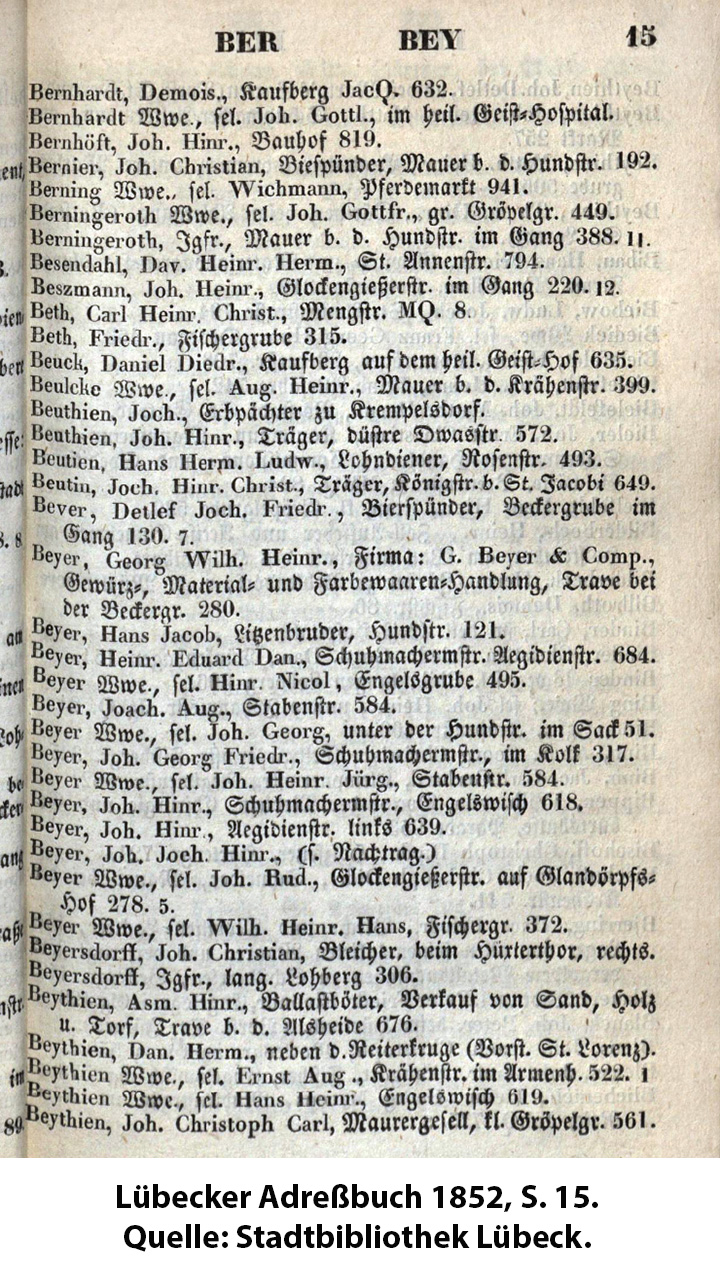 BER BEY 15
Bernhardt, Demois., Kaufberg JacQ. 632.
Bernhardt Wwe., sel. Joh. Gottl., im heil. Geist-Hospital.
Bernhöft, Joh. Hinr., Bauhof 819.
Bernier, Joh. Christian, Biespünder, Mauer b. d. Hundstr. 192.
Berning Wwe., sel. Wichmann, Pferdemarkt 941.
Berningeroth Wwe., sel. Joh. Gottfr., gr. Gröpelgr. 449.
Berningeroth, Jgfr., Mauer b. d. Hundstr. im Gang 388. 11.
Besendahl, Dav. Heinr. Herm., St. Annenstr. 794.
Beszmann, Joh. Heinr., Glockengießerstr. im Gang 220. 12.
Beth, Carl Heinr. Christ., Mengstr. MQ. 8.
Beth, Friedr., Fischergrube 315.
Beuck, Daniel Diedr., Kaufberg auf dem heil. Geist-Hof 635.
Beulcke Wwe., sel. Aug. Heinr., Mauer b. d. Krähenstr. 399.
Beuthien, Joch., Erbpächter zu Krempelsdorf.
Beuthien, Joh. Hinr., Träger, düstre Dwasstr. 572.
Beutien, Hans Herm. Ludw., Lohndiener, Rosenstr. 493.
Beutin, Joch. Hinr. Christ., Träger, Königstr. b. St. Jacobi 649.
Bever, Detlef Joch. Friedr., Bierspünder, Beckergrube im
Gang 130. 7.
Beyer, Georg Wilh. Heinr., Firma: G. Beyer & Comp.,
Gewürz-, Material- und Farbewaaren-Handlung, Trave bei
der Beckergr. 280.
Beyer, Hans Jacob, Litzenbruder, Hundstr. 121.
Beyer, Heinr. Eduard Dan., Schuhmachermstr. Aegidienstr. 684.
Beyer Wwe., sel. Hinr. Nicol, Engelsgrube 495.
Beyer, Joach. Aug., Stabenstr. 584.
Beyer Wwe., sel. Joh. Georg, unter der Hundstr. im Sack 51.
Beyer, Joh. Georg Friedr., Schuhmachermstr., im Kolk 317.
Beyer Wwe., sel. Joh. Heinr. Jürg., Stabenstr. 584.
Beyer, Joh. Hinr., Schuhmachermstr., Engelswisch 618.
Beyer, Joh. Hinr., Aegidienstr. links 639.
Beyer, Joh. Joch. Hinr., (s. Nachtrag.)
Beyer Wwe., sel. Joh. Rud., Glockengießerstr. auf Glandörpfs-
Hof 278. 5.
Beyer Wwe., sel. Wilh. Heinr. Hans, Fischergr. 372.
Beyersdorff, Joh. Christian, Bleicher, beim Hüxterthor, rechts.
Beyersdorff, Jgfr., lang. Lohberg 306.
Beythien, Asm. Hinr., Ballastböter, Verkauf von Sand, Holz
u. Torf, Trave b. d. Alsheide 676.
Beythien, Dan. Herm., neben d. Reiterkruge (Vorst. St. Lorenz).
Beythien Wwe., sel. Ernst Aug., Krähenstr. im Armenh. 522. 1
Beythien Wwe., sel. Hans Heinr., Engelswisch 619.
Beythien, Joh. Christoph Carl, Maurergesell, kl. Gröpelgr. 561.
Lübecker Adreßbuch 1852, S. 15.
Quelle: Stadtbibliothek Lübeck.